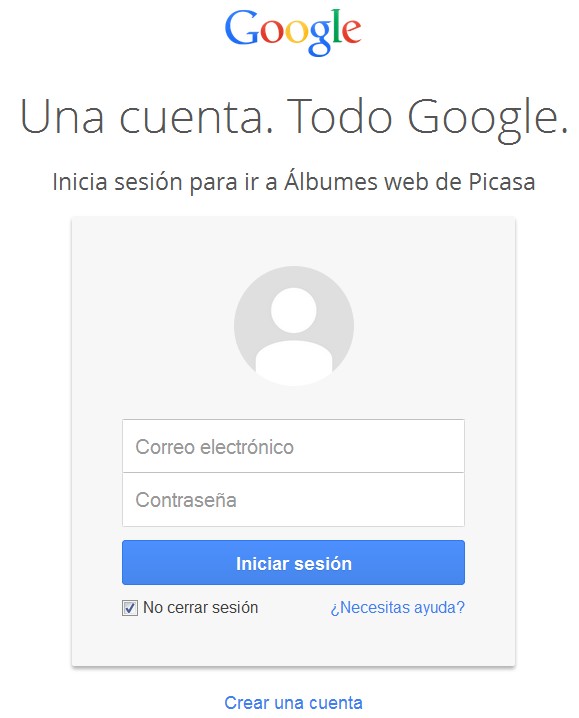 Google
Una cuenta. Todo Google.
Inicia sesión para ir a Álbumes web de Picasa
Correo electrónico
Contraseña
Iniciar sesión
No cerrar sesión ¿Necesitas ayuda?
Crear una cuenta